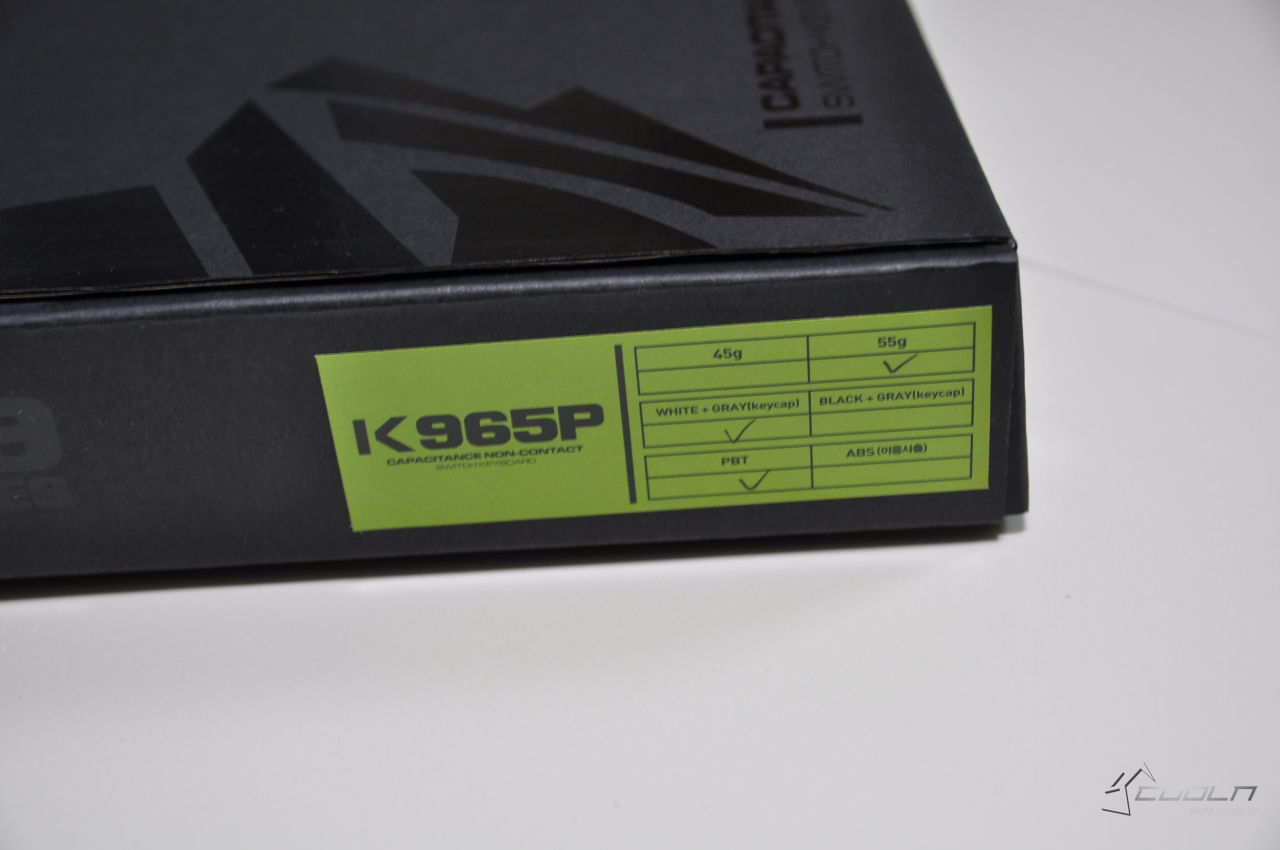 K965P
CAPACITANCE NON-CONTACT
SWITCH KEYBOARD
45g 55g
WHITE + GRAY(keycap) BLACK + GRAY(keycap)
PBT ABS(이중사출)
9
COOLN